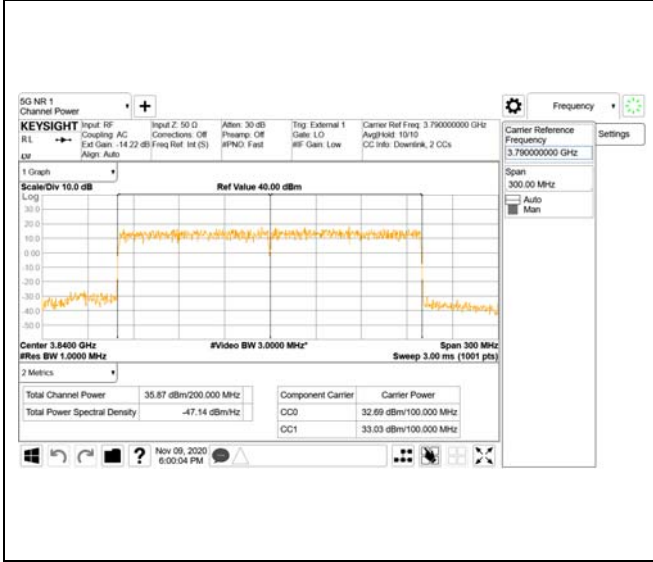 5G NR 1
Channel Power
Frequency
KEYSIGHT
Input: RF
Coupling: AC
Ext Gain: -14.22 dB
Align: Auto
Input Z: 50 Ω
Corrections: Off
Freq Ref: Int (S)
Atten: 30 dB
Preamp: Off
#PNO: Fast
Trig: External 1
Gate: LO
#IF Gain: Low
Carrier Ref Freq: 3.790000000 GHz
Avg|Hold: 10/10
CC Info: Downlink, 2 CCs
R L
Carrier Reference
Frequency
3.790000000 GHz
Settings
Span
300.00 MHz
Auto
Man
1 Graph
Scale/Div 10.0 dB
Ref Value 40.00 dBm
Log
30.0
20.0
10.0
0.00
-10.0
-20.0
-30.0
-40.0
-50.0
Center 3.8400 GHz
#Video BW 3.0000 MHz*
Span 300 MHz
#Res BW 1.0000 MHz
Sweep 3.00 ms (1001 pts)
2 Metrics
Total Channel Power 35.87 dBm/200.000 MHz
Total Power Spectral Density -47.14 dBm/Hz
Component Carrier Carrier Power
CC0 32.69 dBm/100.000 MHz
CC1 33.03 dBm/100.000 MHz
Nov 09, 2020
6:00:04 PM